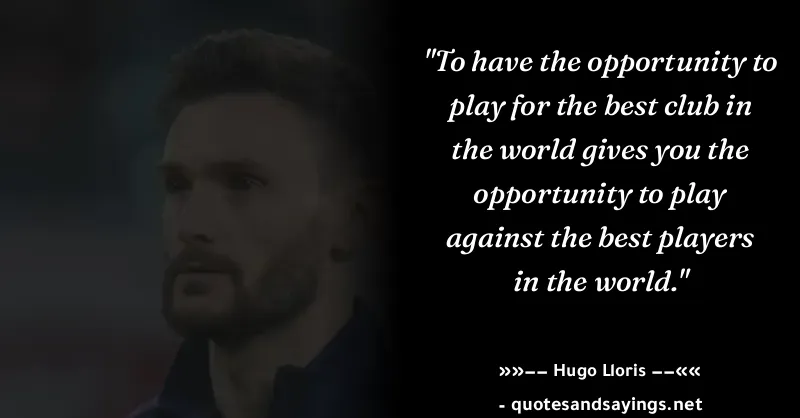 "To have the opportunity to
play for the best club in
the world gives you the
opportunity to play
against the best players
in the world."
»»−− Hugo Lloris −−««
- quotesandsayings.net